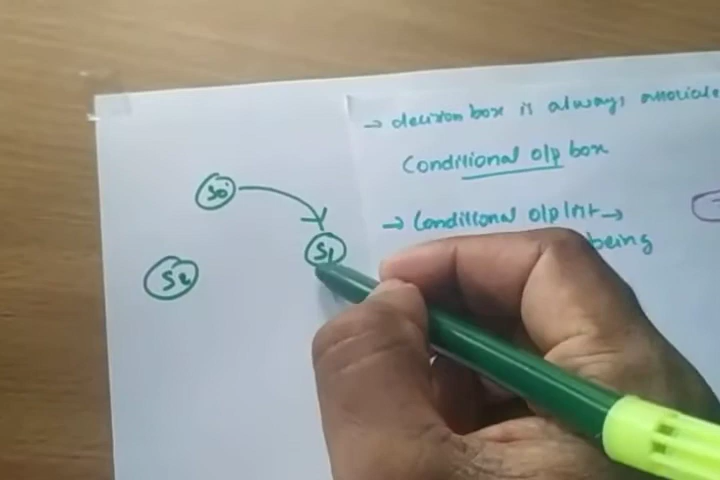 → decision box is always associate
Conditional o/p box
→ Conditional o/p list →
being
S0
S1
S2